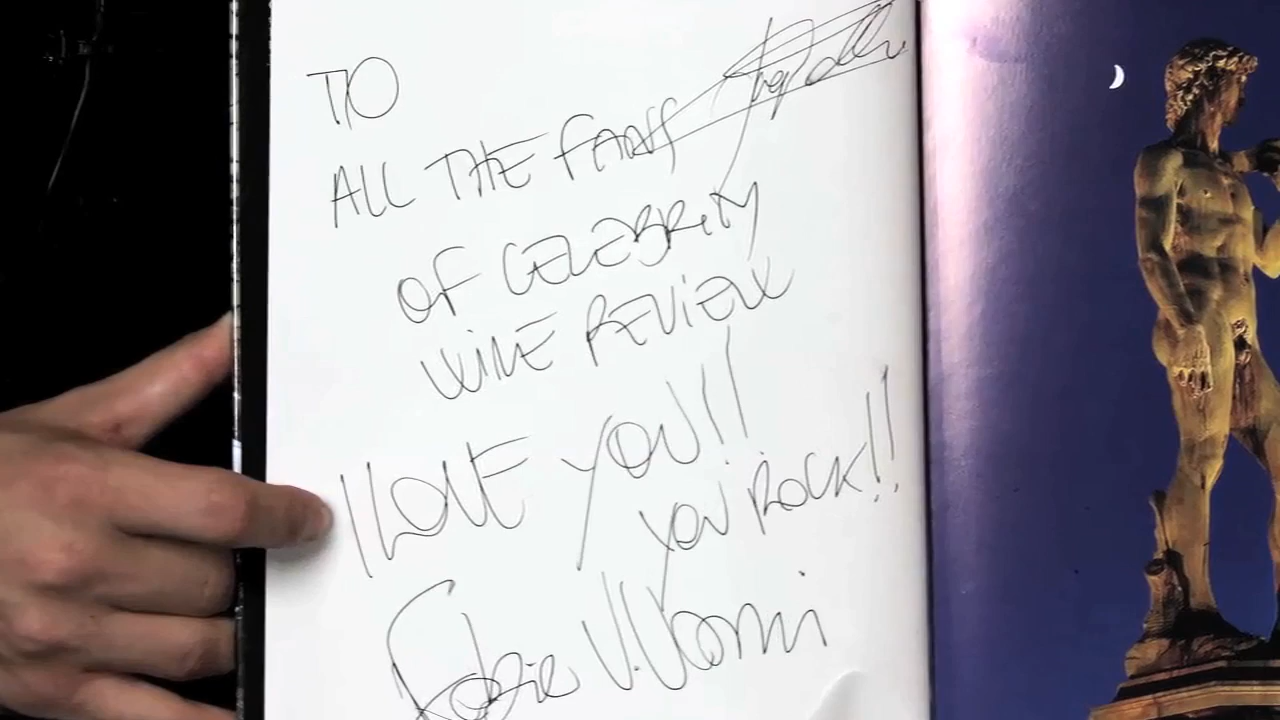 TO
ALL THE FANS
OF CELEBRITY
WINE REVIEW
I LOVE YOU!!
YOU ROCK!!